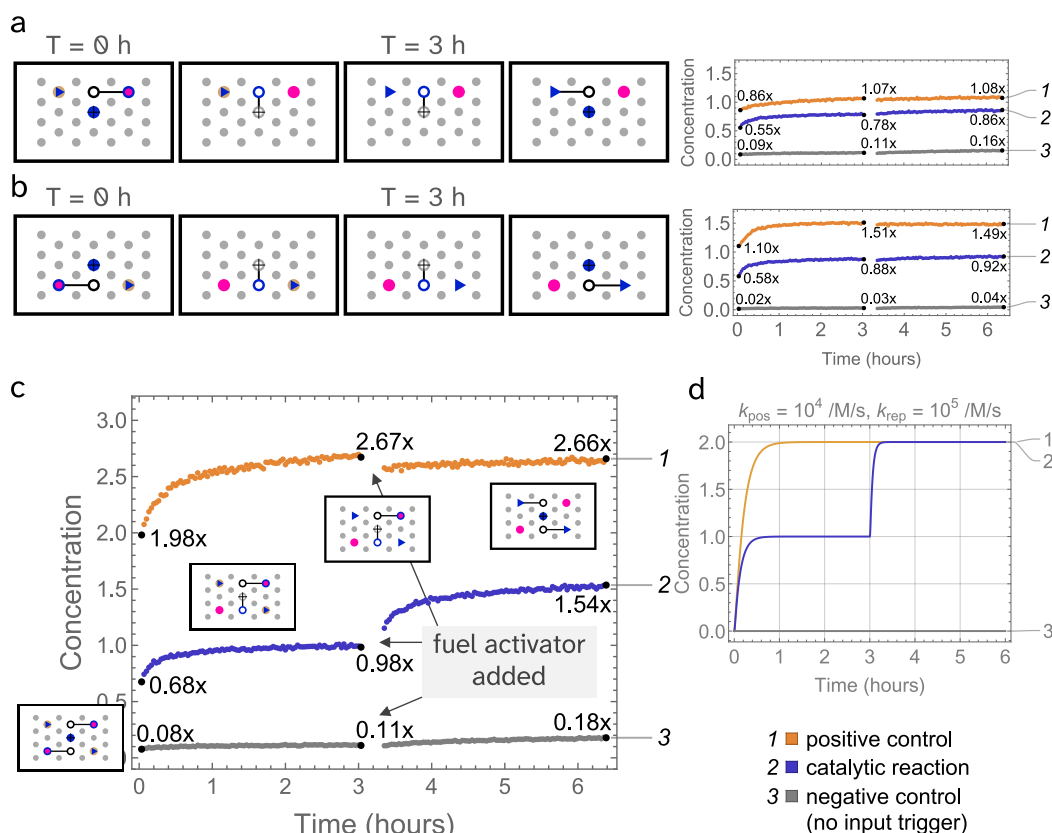 a
T = 0 h
T = 3 h
Concentration
1.5
1.0
0.5
0.0
0.86x
1.07x
1.08x
0.55x
0.78x
0.86x
0.09x
0.11x
0.16x
1
2
3
b
T = 0 h
T = 3 h
Concentration
1.5
1.0
0.5
0.0
1.10x
1.51x
1.49x
0.58x
0.88x
0.92x
0.02x
0.03x
0.04x
1
2
3
0 1 2 3 4 5 6
Time (hours)
c
Concentration
3.0
2.5
2.0
1.5
1.0
1.98x
2.67x
2.66x
0.68x
0.98x
1.54x
0.08x
0.11x
0.18x
fuel activator
added
1
2
3
0 1 2 3 4 5 6
Time (hours)
d
kpos = 10⁴ /M/s, krep = 10⁵ /M/s
Concentration
2.0
1.5
1.0
0.5
0.0
1
2
3
0 1 2 3 4 5 6
Time (hours)
1 positive control
2 catalytic reaction
3 negative control
(no input trigger)